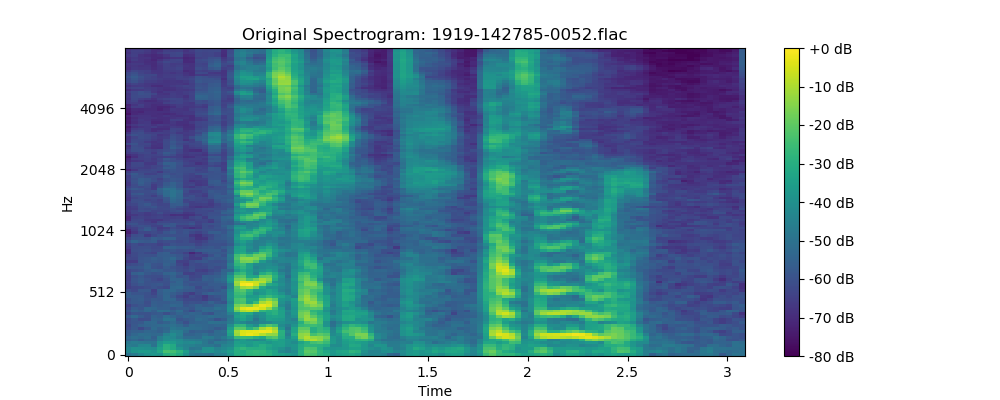 Original Spectrogram: 1919-142785-0052.flac
Hz
4096
2048
1024
512
0
0 0.5 1 1.5 2 2.5 3
Time
+0 dB
-10 dB
-20 dB
-30 dB
-40 dB
-50 dB
-60 dB
-70 dB
-80 dB